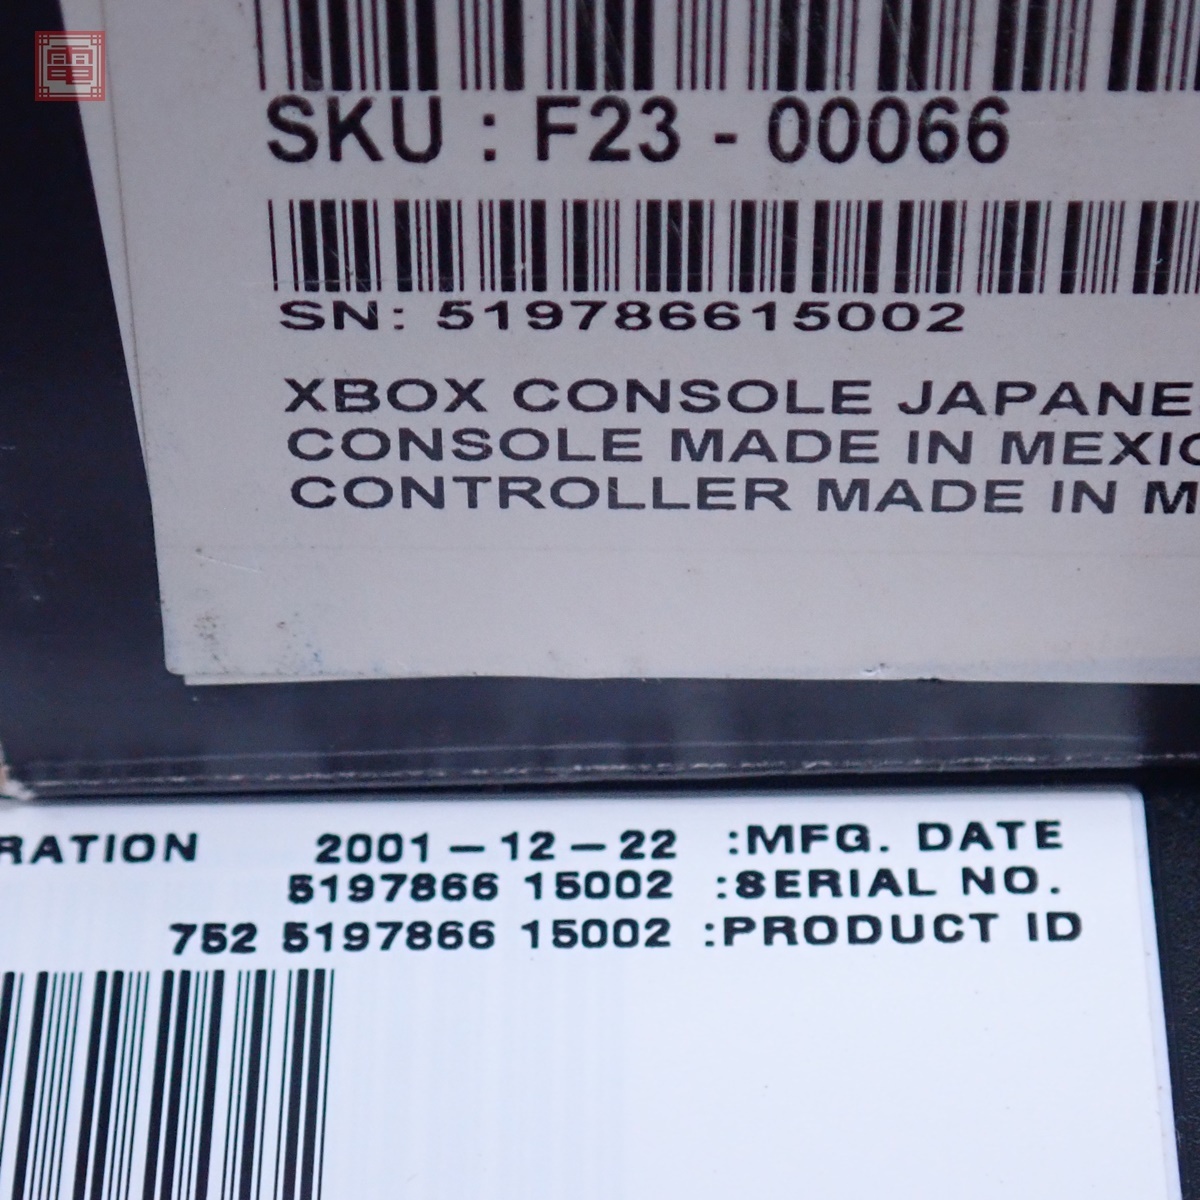 SKU : F23 - 00066
SN: 519786615002
XBOX CONSOLE JAPANE
CONSOLE MADE IN MEXIC
CONTROLLER MADE IN M
RATION 2001-12-22 :MFG. DATE
5197866 15002 :SERIAL NO.
752 5197866 15002 :PRODUCT ID